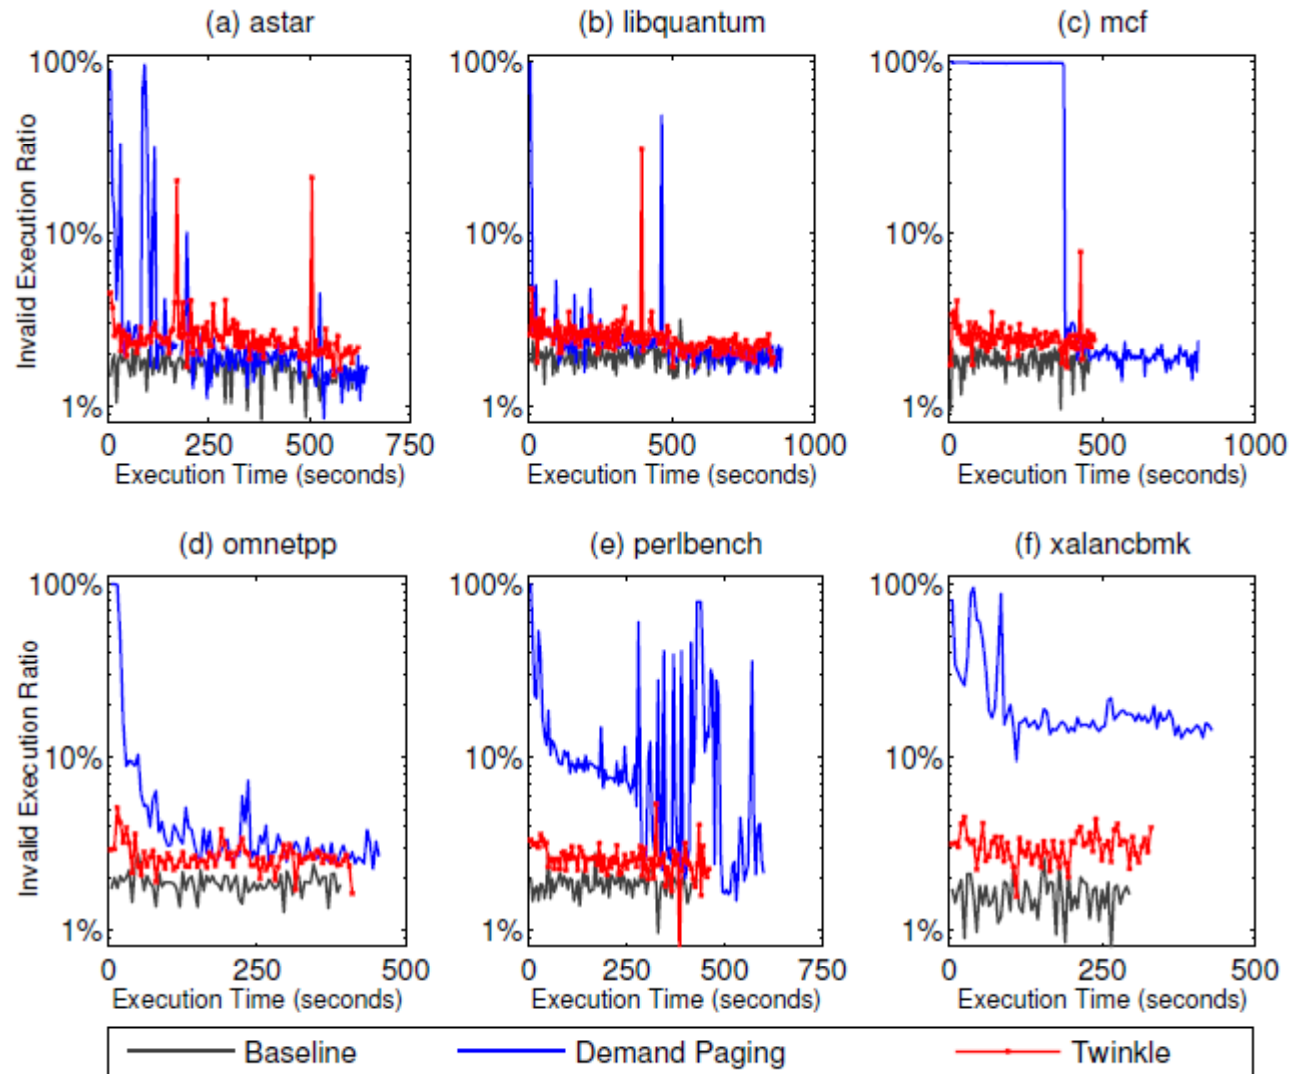 (a) astar
(b) libquantum
(c) mcf
Invalid Execution Ratio
100%
10%
1%
0 250 500 750
Execution Time (seconds)
100%
10%
1%
0 500 1000
Execution Time (seconds)
100%
10%
1%
0 500 1000
Execution Time (seconds)
(d) omnetpp
(e) perlbench
(f) xalancbmk
Invalid Execution Ratio
100%
10%
1%
0 250 500
Execution Time (seconds)
100%
10%
1%
0 250 500 750
Execution Time (seconds)
100%
10%
1%
0 250 500
Execution Time (seconds)
Baseline
Demand Paging
Twinkle